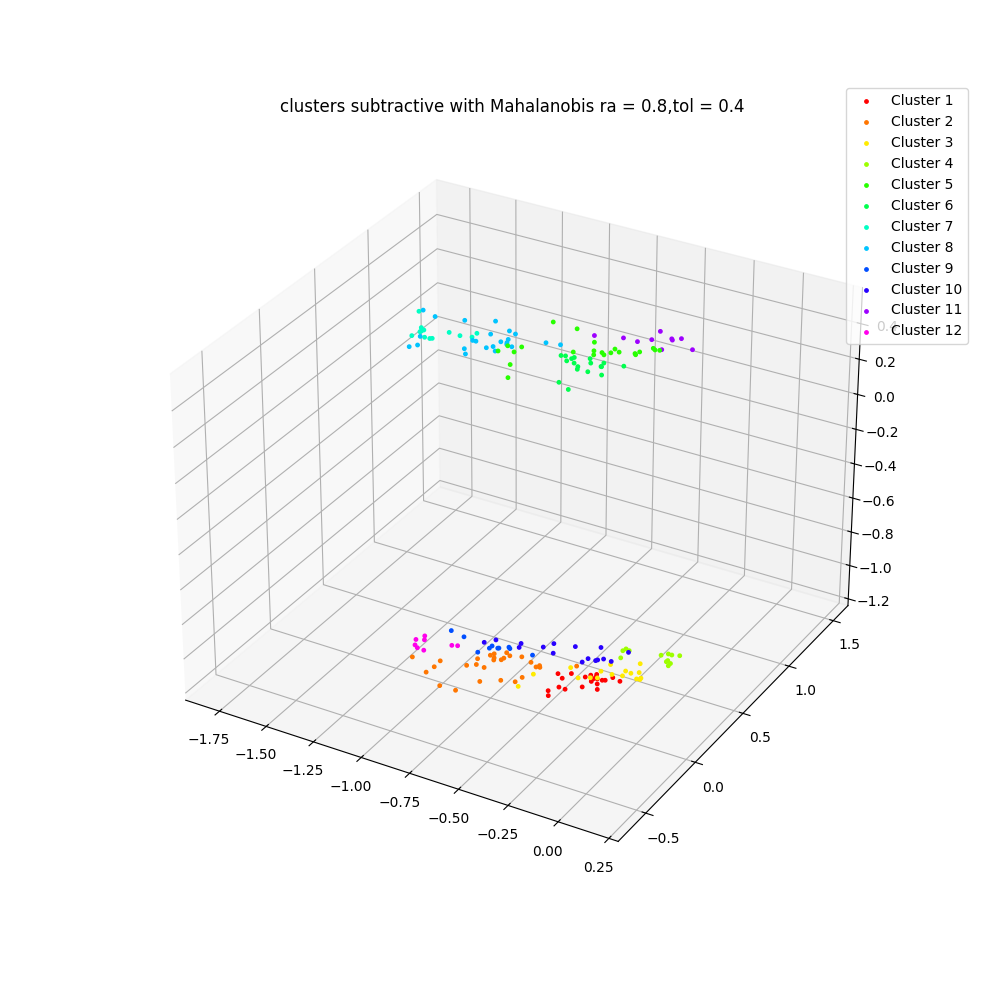 clusters subtractive with Mahalanobis ra = 0.8,tol = 0.4
Cluster 1
Cluster 2
Cluster 3
Cluster 4
Cluster 5
Cluster 6
Cluster 7
Cluster 8
Cluster 9
Cluster 10
Cluster 11
Cluster 12
0.2
0.0
−0.2
−0.4
−0.6
−0.8
−1.0
−1.2
1.5
1.0
0.5
0.0
−0.5
−1.75
−1.50
−1.25
−1.00
−0.75
−0.50
−0.25
0.00
0.25